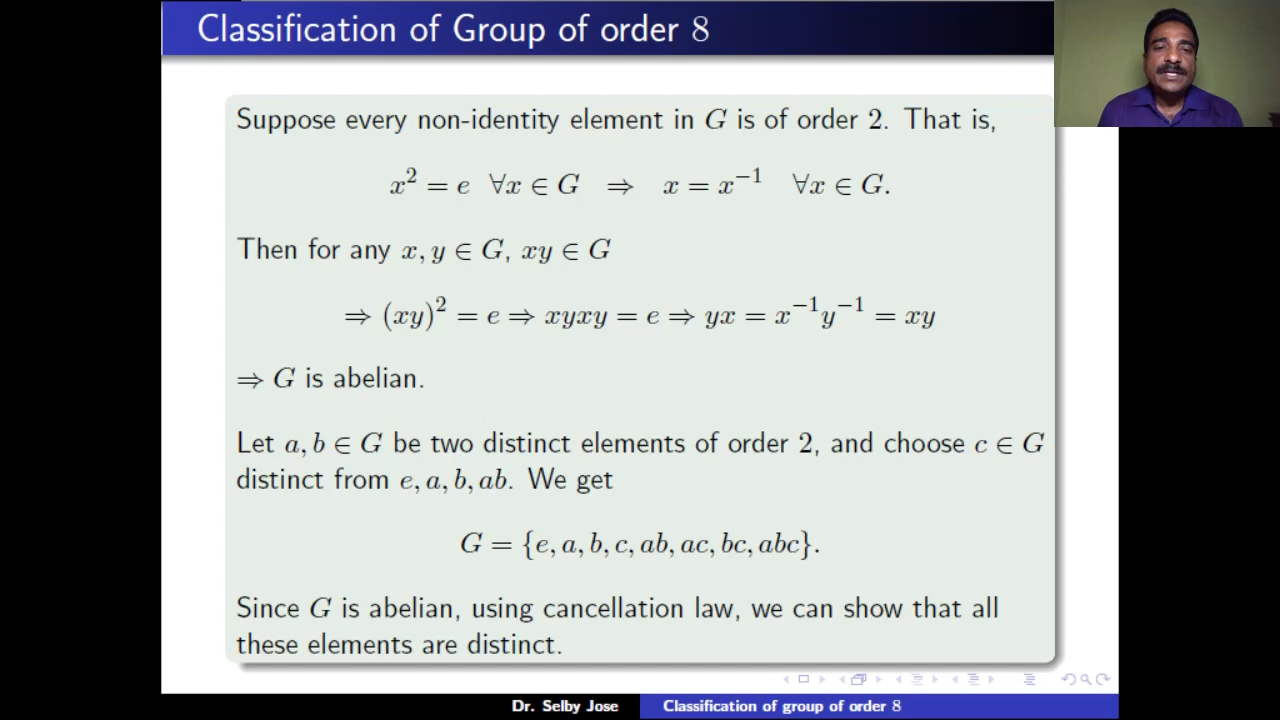 Classification of Group of order 8
Suppose every non-identity element in G is of order 2. That is,
x² = e ∀x ∈ G ⇒ x = x⁻¹ ∀x ∈ G.
Then for any x, y ∈ G, xy ∈ G
⇒ (xy)² = e ⇒ xyxy = e ⇒ yx = x⁻¹y⁻¹ = xy
⇒ G is abelian.
Let a, b ∈ G be two distinct elements of order 2, and choose c ∈ G
distinct from e, a, b, ab. We get
G = {e, a, b, c, ab, ac, bc, abc}.
Since G is abelian, using cancellation law, we can show that all
these elements are distinct.
Dr. Selby Jose Classification of group of order 8